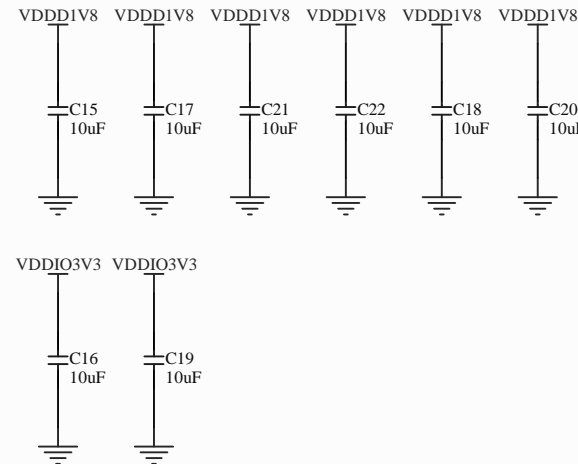 VDDD1V8 VDDD1V8 VDDD1V8 VDDD1V8 VDDD1V8 VDDD1V8
C15 C17 C21 C22 C18 C20
10uF 10uF 10uF 10uF 10uF
VDDIO3V3 VDDIO3V3
C16 C19
10uF 10uF